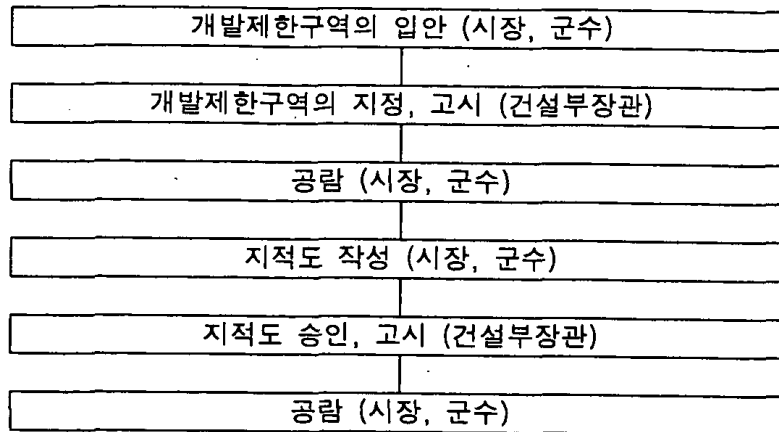 개발제한구역의 입안 (시장, 군수)
개발제한구역의 지정, 고시 (건설부장관)
공람 (시장, 군수)
지적도 작성 (시장, 군수)
지적도 승인, 고시 (건설부장관)
공람 (시장, 군수)